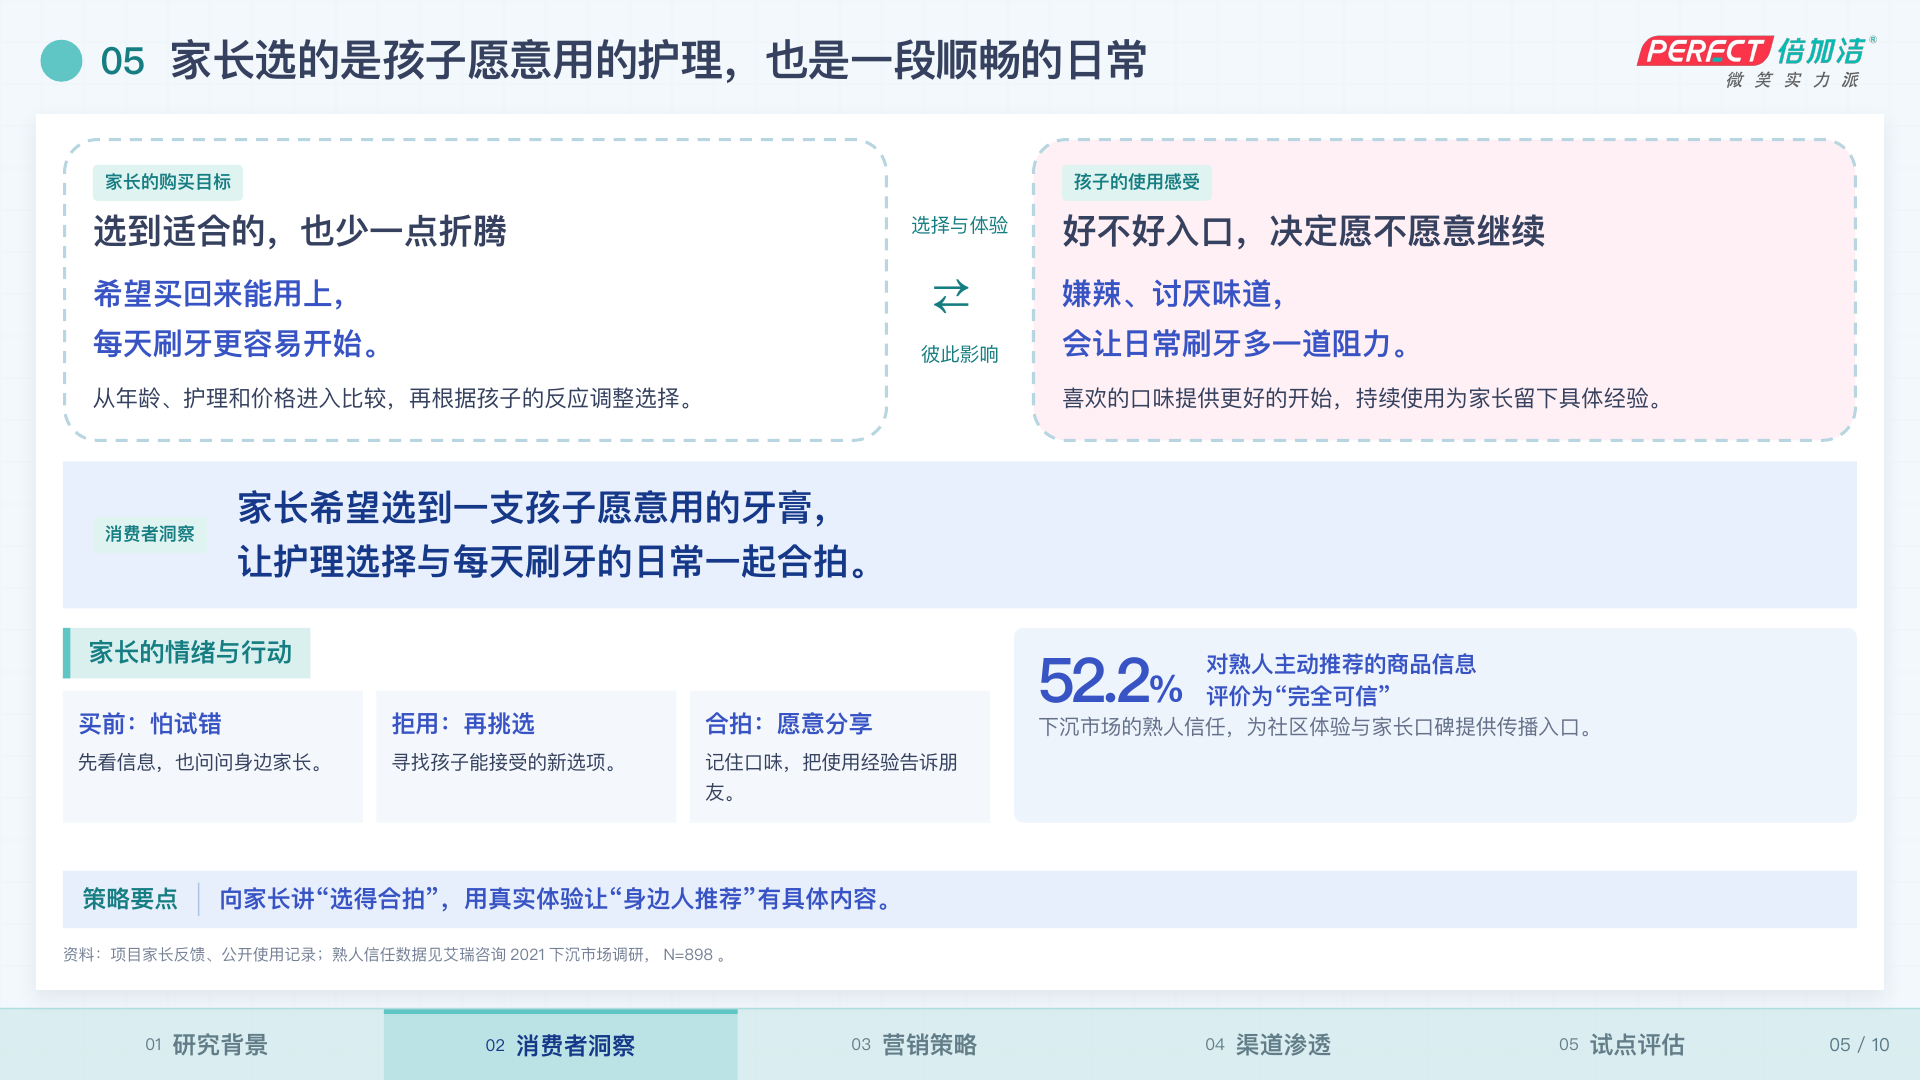 05 家长选的是孩子愿意用的护理，也是一段顺畅的日常
PERFECT 倍加洁®
微笑实力派
家长的购买目标
选到适合的，也少一点折腾
希望买回来能用上，
每天刷牙更容易开始。
从年龄、护理和价格进入比较，再根据孩子的反应调整选择。
选择与体验
⇄
彼此影响
孩子的使用感受
好不好入口，决定愿不愿意继续
嫌辣、讨厌味道，
会让日常刷牙多一道阻力。
喜欢的口味提供更好的开始，持续使用为家长留下具体经验。
消费者洞察
家长希望选到一支孩子愿意用的牙膏，
让护理选择与每天刷牙的日常一起合拍。
家长的情绪与行动
买前：怕试错
先看信息，也问问身边家长。
拒用：再挑选
寻找孩子能接受的新选项。
合拍：愿意分享
记住口味，把使用经验告诉朋
友。
52.2%
对熟人主动推荐的商品信息
评价为“完全可信”
下沉市场的熟人信任，为社区体验与家长口碑提供传播入口。
策略要点
向家长讲“选得合拍”，用真实体验让“身边人推荐”有具体内容。
资料：项目家长反馈、公开使用记录；熟人信任数据见艾瑞咨询 2021 下沉市场调研， N=898 。
01 研究背景
02 消费者洞察
03 营销策略
04 渠道渗透
05 试点评估
05 / 10